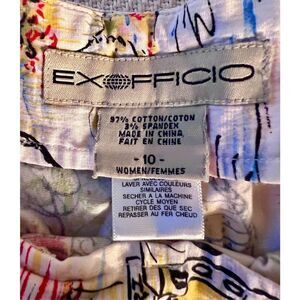 EXOFFICIO
97% COTTON/COTON
3% SPANDEX
MADE IN CHINA
FAIT EN CHINE
- 10 -
WOMEN/FEMMES
LAVER AVEC COULEURS
SIMILAIRES
SECHER A LA MACHINE
CYCLE MOYEN
RETIRER DES QUE SEC
REPASSER AU FER CHAUD